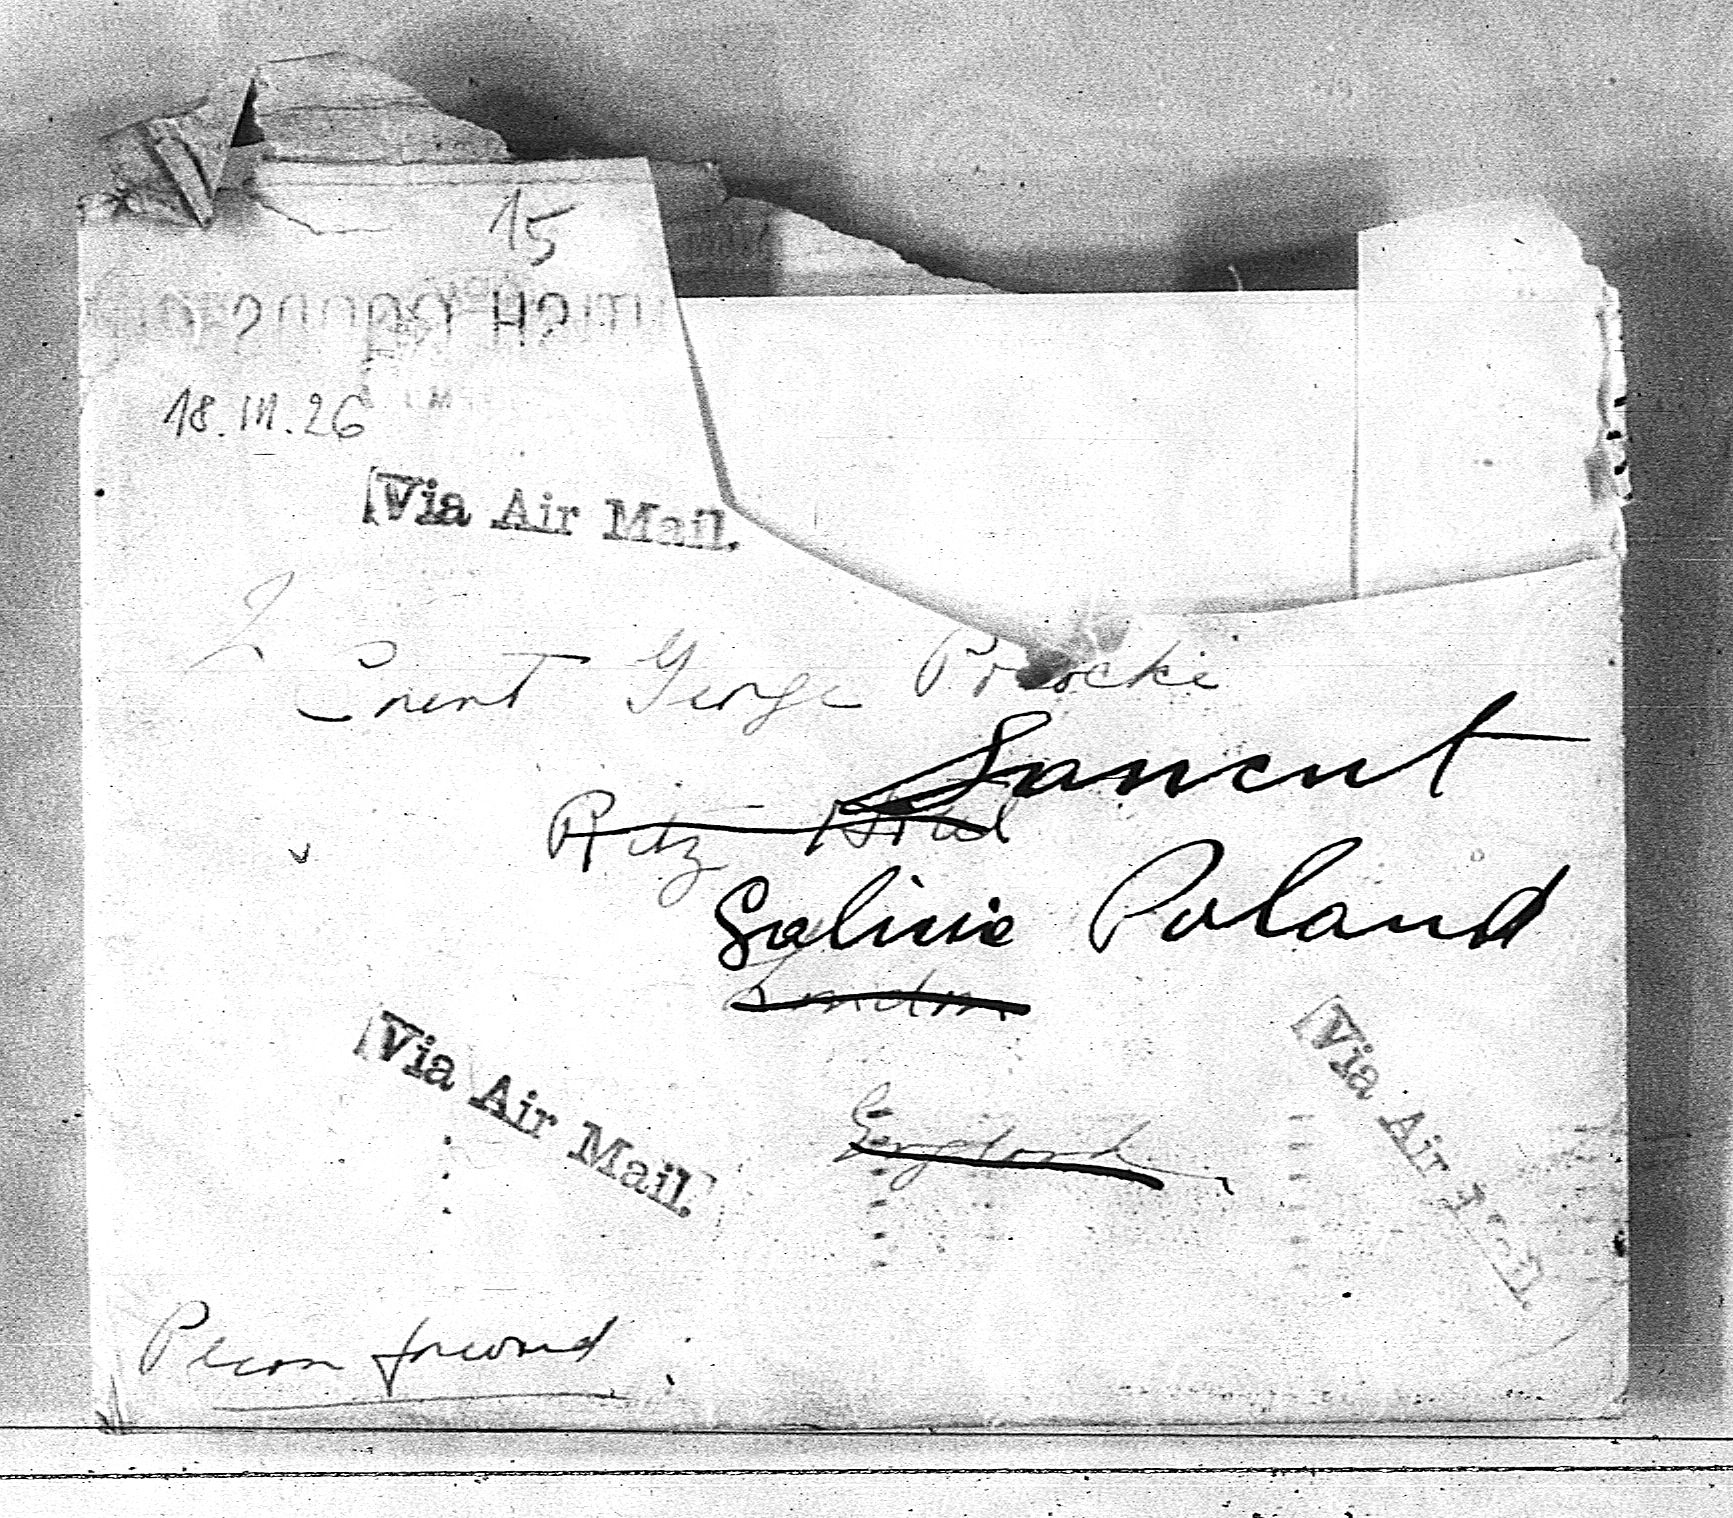 15
18.III.26
Via Air Mail.
Count George Potocki
Lancut
Ritz Hotel
Galicie Poland
London
Via Air Mail.
Via Air Mail.
England
Please forward